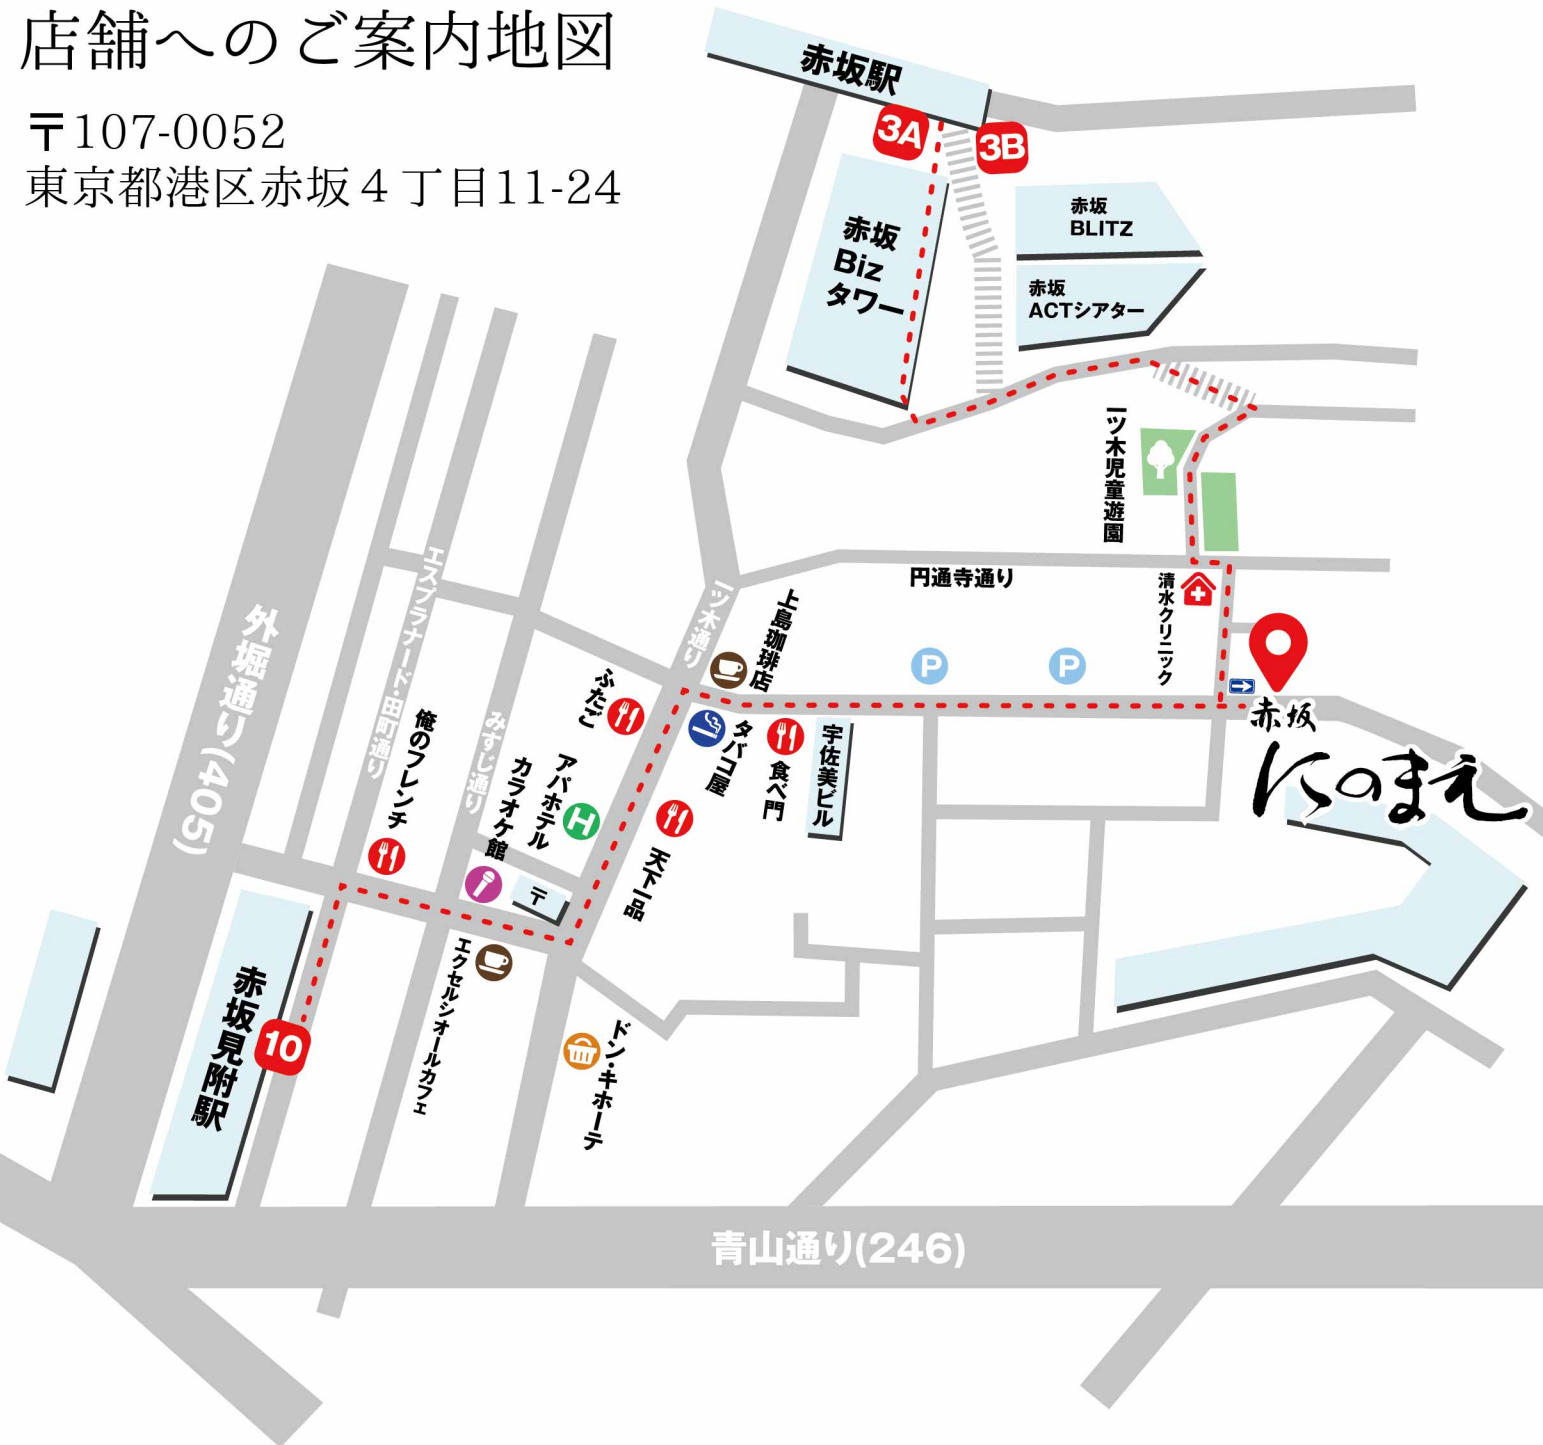 店舗へのご案内地図
〒107-0052
東京都港区赤坂４丁目11-24
赤坂駅
3A
3B
赤坂
Biz
タワー
赤坂
BLITZ
赤坂
ACTシアター
一ツ木児童遊園
円通寺通り
清水クリニック
外堀通り(405)
エスプラナード・田町通り
みすじ通り
一ツ木通り
上島珈琲店
P
P
ふたご
タバコ屋
食べ門
宇佐美ビル
赤坂
にのまえ
俺のフレンチ
カラオケ館
アパホテル
H
天下一品
〒
エクセルシオールカフェ
赤坂見附駅
10
ドン・キホーテ
青山通り(246)